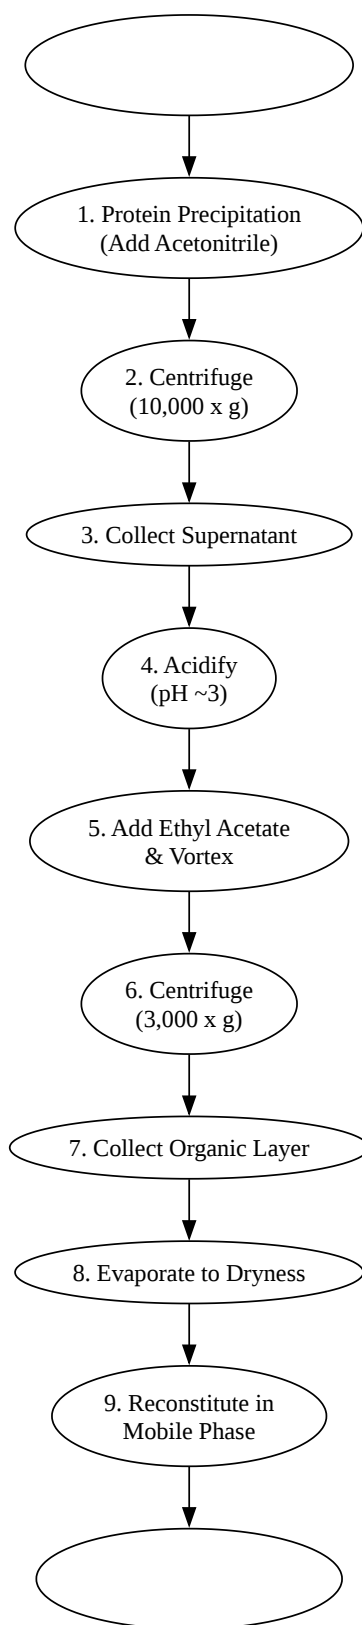 1. Protein Precipitation
(Add Acetonitrile)
2. Centrifuge
(10,000 x g)
3. Collect Supernatant
4. Acidify
(pH ~3)
5. Add Ethyl Acetate
& Vortex
6. Centrifuge
(3,000 x g)
7. Collect Organic Layer
8. Evaporate to Dryness
9. Reconstitute in
Mobile Phase